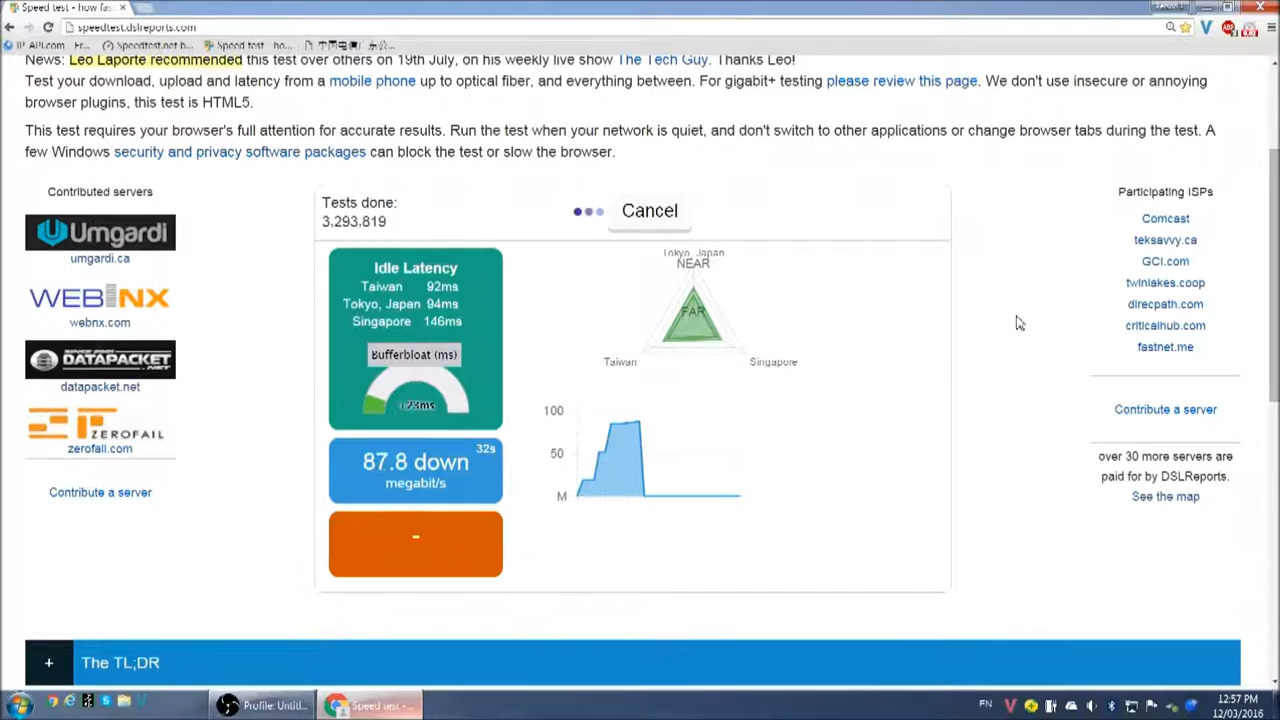 Speed test - how fas
speedtest.dslreports.com
IP-API.com
Speedtest.net b...
Speed test
News: Leo Laporte recommended this test over others on 19th July, on his weekly live show The Tech Guy. Thanks Leo!
Test your download, upload and latency from a mobile phone up to optical fiber, and everything between. For gigabit+ testing please review this page. We don't use insecure or annoying
browser plugins, this test is HTML5.
This test requires your browser's full attention for accurate results. Run the test when your network is quiet, and don't switch to other applications or change browser tabs during the test. A
few Windows security and privacy software packages can block the test or slow the browser.
Contributed servers
Umgardi
umgardi.ca
WEBNX
webnx.com
DATAPACKET
datapacket.net
ZEROFAIL
zerofail.com
Contribute a server
Tests done:
3,293,819
Cancel
Idle Latency
Taiwan 92ms
Tokyo, Japan 94ms
Singapore 146ms
Bufferbloat (ms)
+23ms
32s
87.8 down
megabit/s
-
Tokyo, Japan
NEAR
FAR
Taiwan
Singapore
100
50
M
Participating ISPs
Comcast
teksavvy.ca
GCI.com
twinlakes.coop
direcpath.com
criticalhub.com
fastnet.me
Contribute a server
over 30 more servers are
paid for by DSLReports.
See the map
+ The TL;DR
Profile: Untitl...
Speed test -...
EN
12:57 PM
12/03/2016